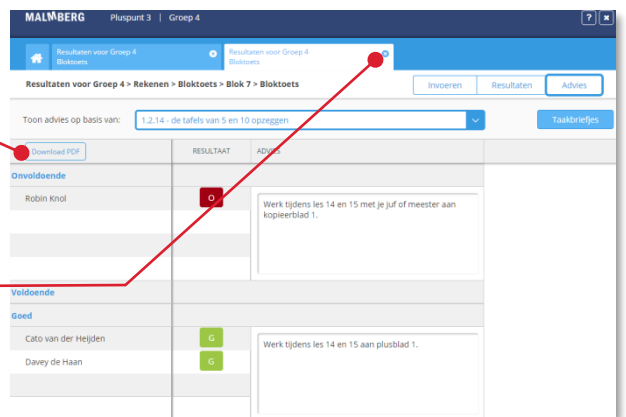 MALMBERG Pluspunt 3 | Groep 4 ? x
Resultaten voor Groep 4
Bloktoets
Resultaten voor Groep 4
Bloktoets
Resultaten voor Groep 4 > Rekenen > Bloktoets > Blok 7 > Bloktoets Invoeren Resultaten Advies
Toon advies op basis van: 1.2.14 - de tafels van 5 en 10 opzeggen Taakbriefjes
Download PDF RESULTAAT ADVIES
Onvoldoende
Robin Knol O Werk tijdens les 14 en 15 met je juf of meester aan
kopieerblad 1.
Voldoende
Goed
Cato van der Heijden G Werk tijdens les 14 en 15 aan plusblad 1.
Davey de Haan G